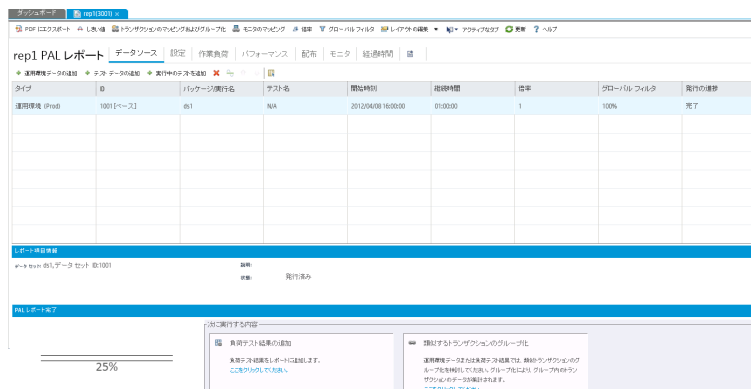 ダッシュボード rep1(3001) ×
PDF にエクスポート しきい値 トランザクションのマッピングおよびグループ化 モニタのマッピング 倍率 グローバル フィルタ レイアウトの編集 アクティブなタブ 更新 ? ヘルプ
rep1 PAL レポート データソース 設定 作業負荷 パフォーマンス 配布 モニタ 経過時間
運用環境データの追加 テスト データの追加 実行中のテストを追加
タイプ ID パッケージ/実行名 テスト名 開始時刻 継続時間 倍率 グローバル フィルタ 発行の進捗
運用環境 (Prod) 1001 [ベース] ds1 N/A 2012/04/08 16:00:00 01:00:00 1 100% 完了
レポート項目情報
データ セット: ds1,データ セット ID:1001 説明:
状態: 発行済み
PAL レポート完了
次に実行する内容
負荷テスト結果の追加 類似するトランザクションのグループ化
負荷テスト結果をレポートに追加します。 運用環境データまたは負荷テスト結果では、類似トランザクションのグ
ここをクリックしてください。 ループ化を検討してください。グループ化により、グループ内のトラン
ザクションのデータが集計されます。
25%
ここをクリックしてください。